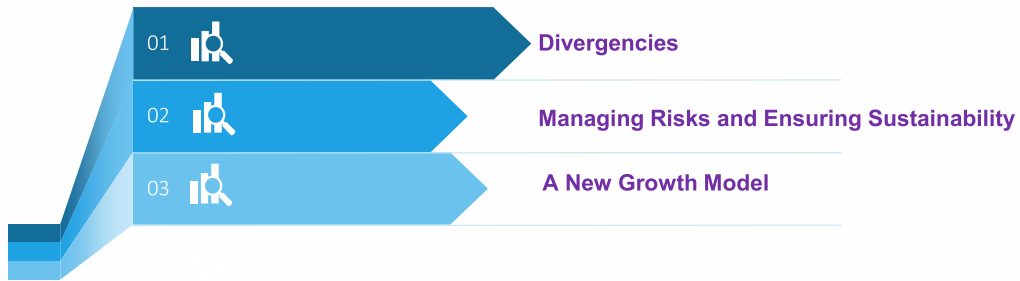 01
Divergencies
02
Managing Risks and Ensuring Sustainability
03
A New Growth Model